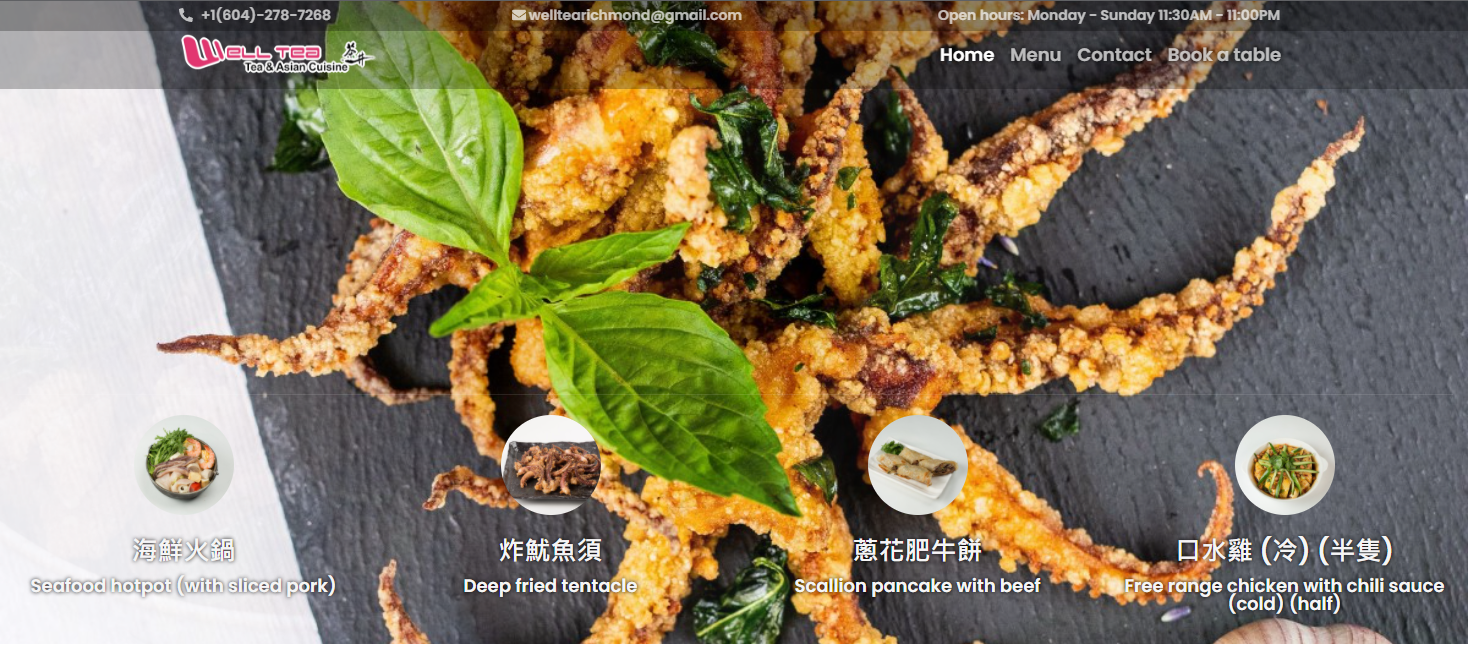 +1(604)-278-7268
welltearichmond@gmail.com
Open hours: Monday - Sunday 11:30AM - 11:00PM
Well Tea
Tea & Asian Cuisine
茶井
Home Menu Contact Book a table
海鮮火鍋
Seafood hotpot (with sliced pork)
炸魷魚須
Deep fried tentacle
蔥花肥牛餅
Scallion pancake with beef
口水雞 (冷) (半隻)
Free range chicken with chili sauce
(cold) (half)